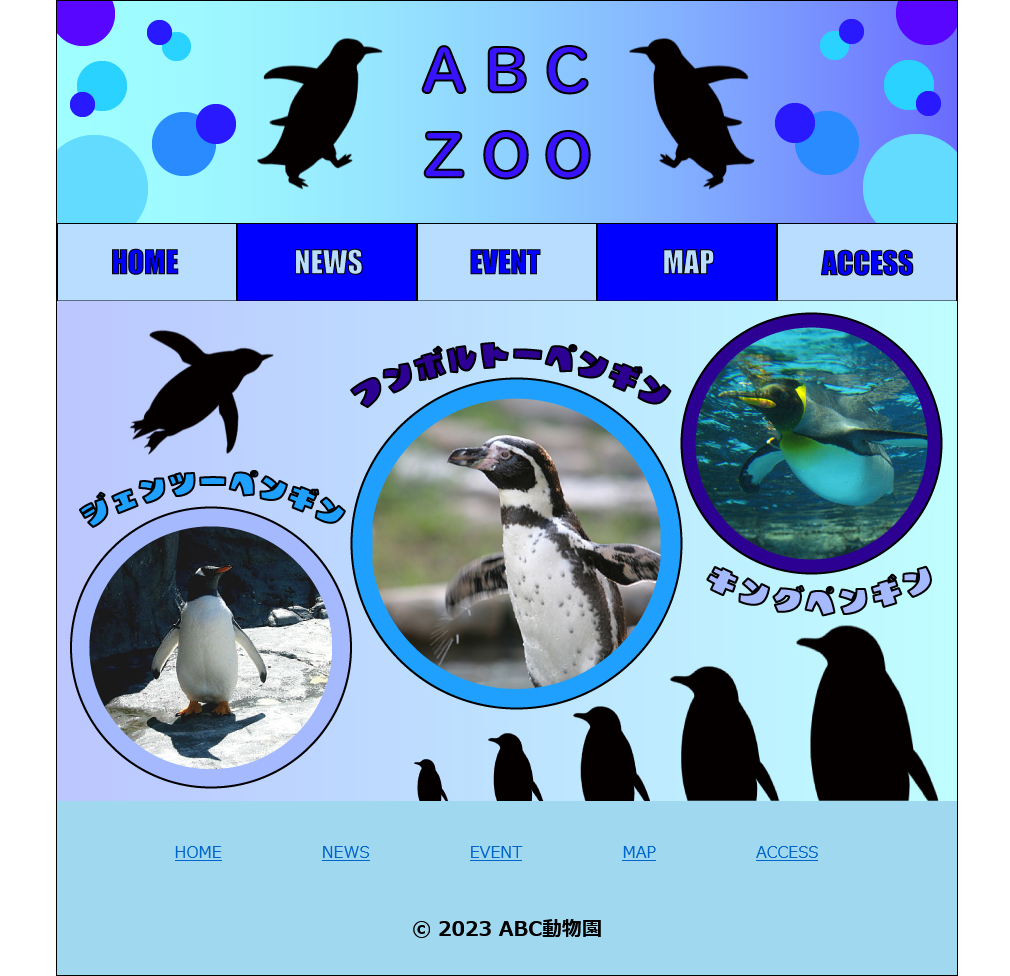 ABC
ZOO
HOME
NEWS
EVENT
MAP
ACCESS
フンボルトーペンギン
ジェンツーペンギン
キングペンギン
HOME
NEWS
EVENT
MAP
ACCESS
© 2023 ABC動物園